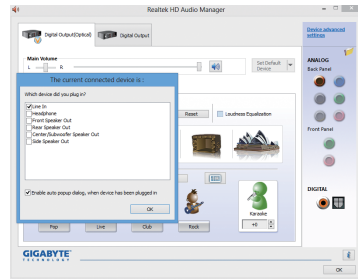 Realtek HD Audio Manager
Digital Output(Optical)
Digital Output
Device advanced settings
Main Volume
L
R
Set Default Device
ANALOG
Back Panel
The current connected device is :
Which device did you plug in?
Line In
Headphone
Front Speaker Out
Rear Speaker Out
Center/Subwoofer Speaker Out
Side Speaker Out
Reset
Loudness Equalization
Front Panel
Enable auto popup dialog, when device has been plugged in
OK
DIGITAL
Karaoke
Pop
Live
Club
Rock
+0
GIGABYTE
TECHNOLOGY
OK